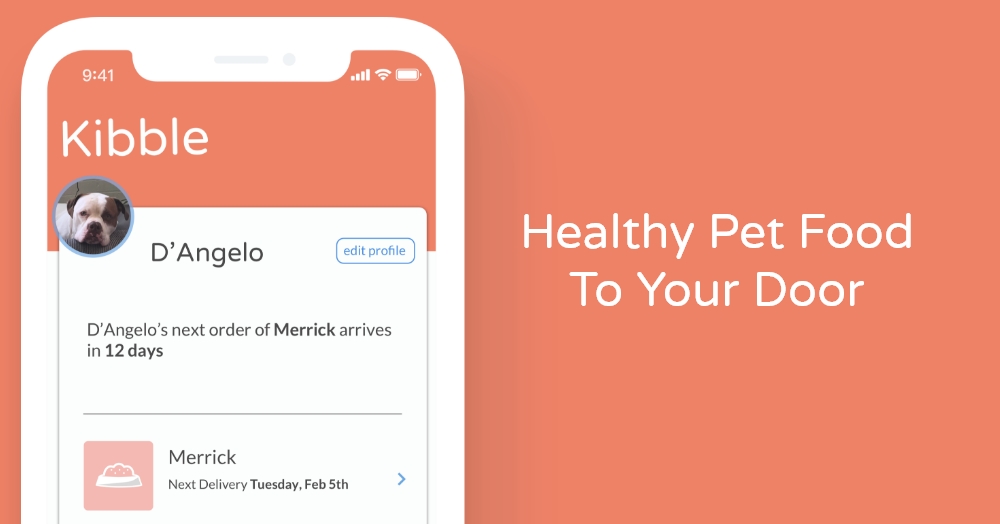 9:41
Kibble
D’Angelo
edit profile
D’Angelo’s next order of Merrick arrives
in 12 days
Merrick
Next Delivery Tuesday, Feb 5th
Healthy Pet Food
To Your Door